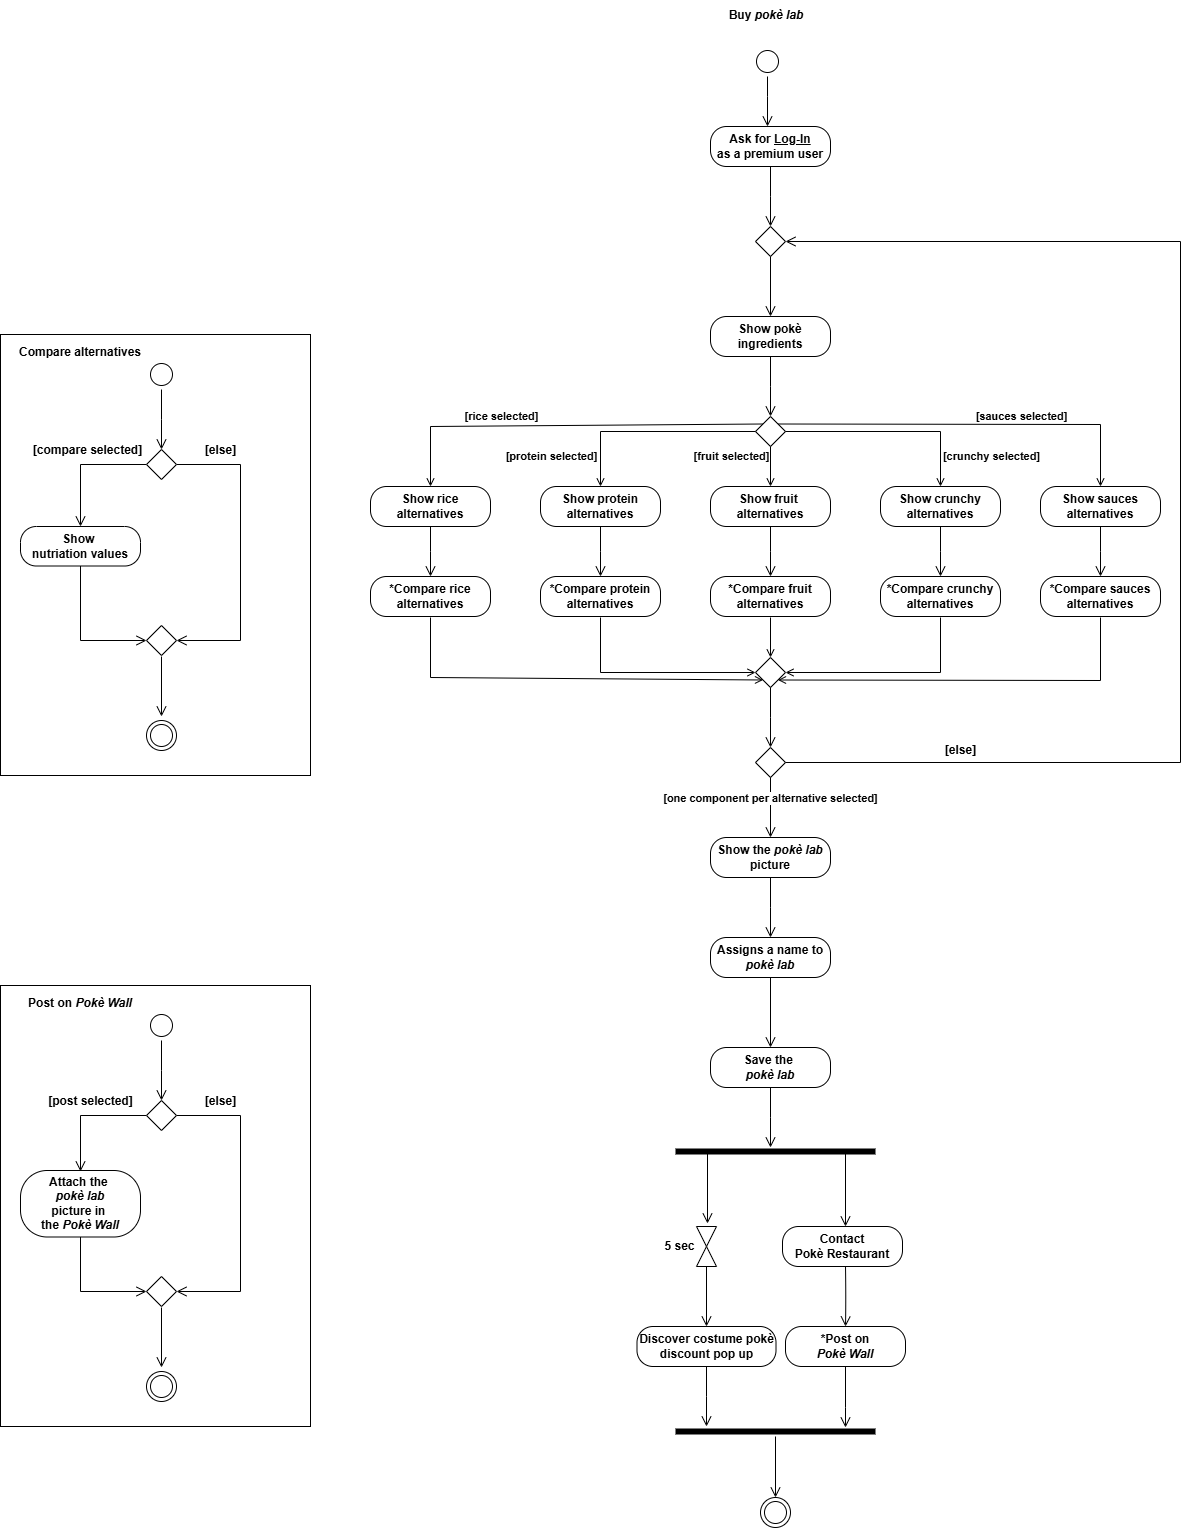 Buy pokè lab
Ask for Log-In
as a premium user
Show pokè
ingredients
[rice selected]
[sauces selected]
[protein selected]
[fruit selected]
[crunchy selected]
Show rice
alternatives
Show protein
alternatives
Show fruit
alternatives
Show crunchy
alternatives
Show sauces
alternatives
*Compare rice
alternatives
*Compare protein
alternatives
*Compare fruit
alternatives
*Compare crunchy
alternatives
*Compare sauces
alternatives
[else]
[one component per alternative selected]
Show the pokè lab
picture
Assigns a name to
pokè lab
Save the
pokè lab
5 sec
Contact
Pokè Restaurant
Discover costume pokè
discount pop up
*Post on
Pokè Wall
Compare alternatives
[compare selected]
[else]
Show
nutriation values
Post on Pokè Wall
[post selected]
[else]
Attach the
pokè lab
picture in
the Pokè Wall